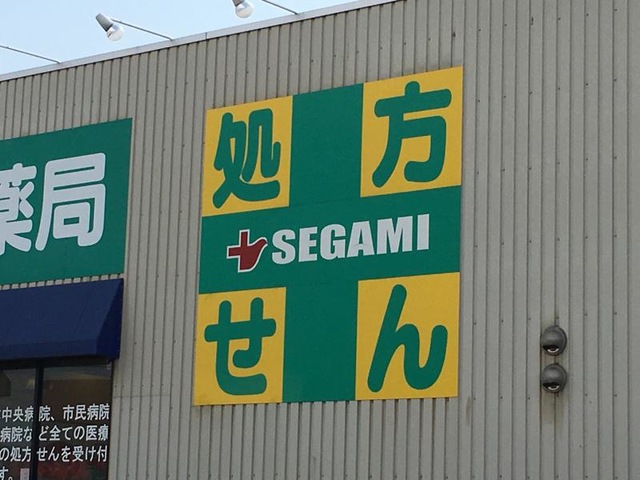 薬局
処方
SEGAMI
せん
中央病院、市民病院
病院など全ての医療
の処方せんを受け付
す。